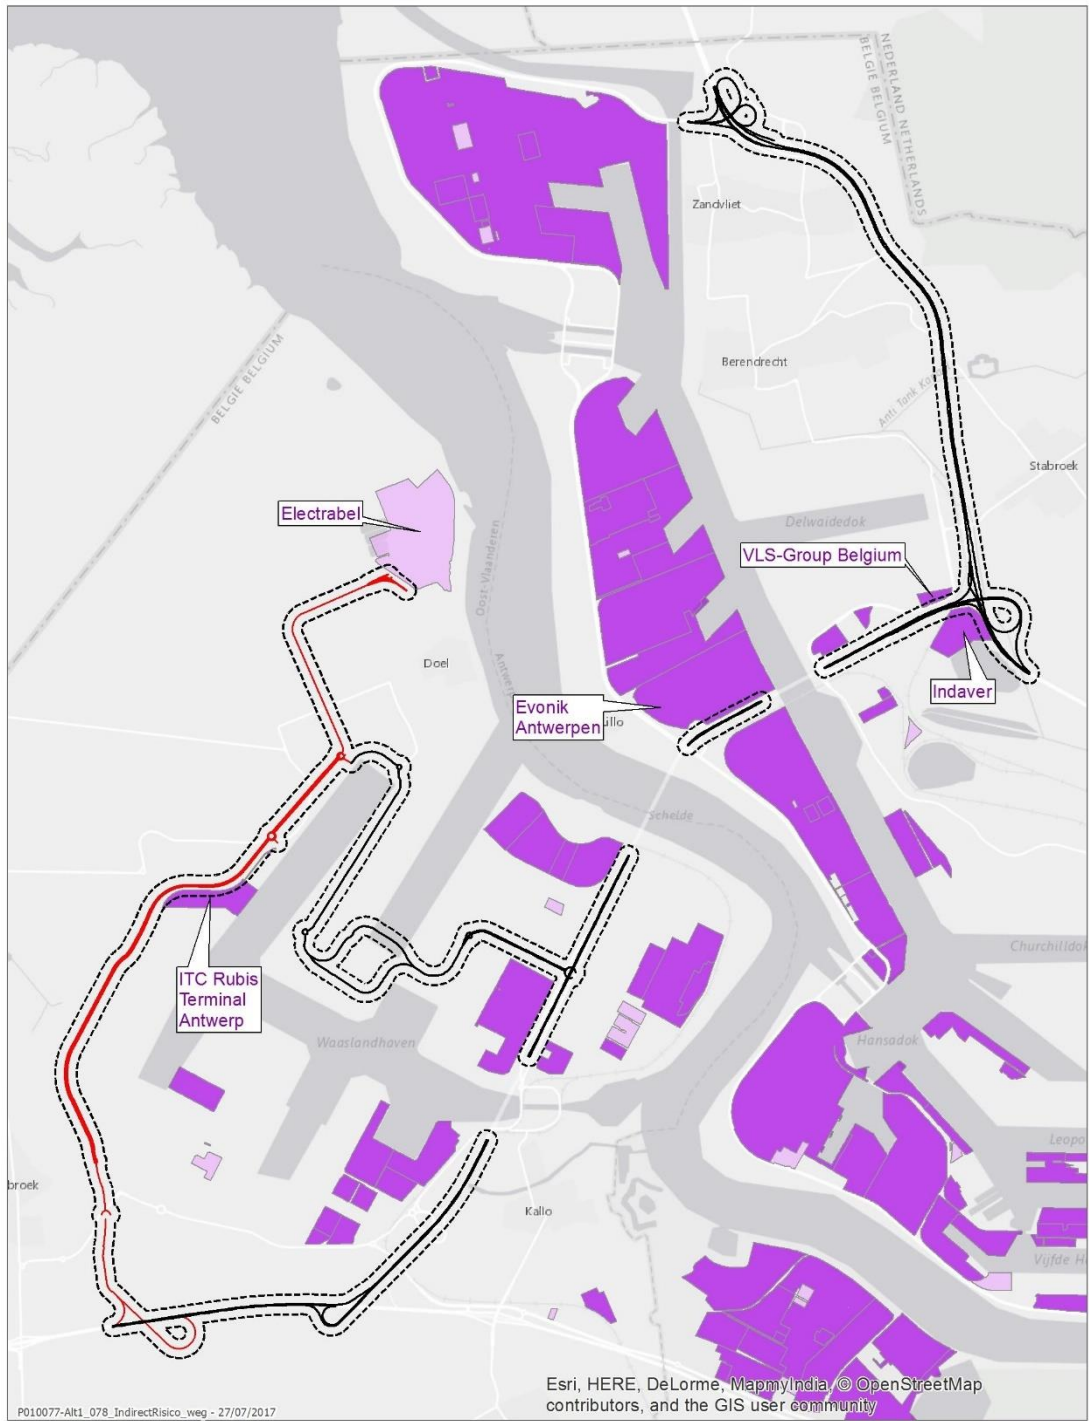 NEDERLAND NETHERLANDS
BELGIE BELGIUM
Zandvliet
BELGIE BELGIUM
Berendrecht
Anti Tank
Stabroek
Electrabel
Delwaidedok
Oost-Vlaanderen
VLS-Group Belgium
Doel
Indaver
Evonik
Antwerpen
Schelde
ITC Rubis
Terminal
Antwerp
Churchilldok
Waaslandhaven
Hansadok
Leopo
broek
Kallo
Vijfde H
Esri, HERE, DeLorme, MapmyIndia, © OpenStreetMap
contributors, and the GIS user community
P010077-Alt1_078_IndirectRisico_weg - 27/07/2017